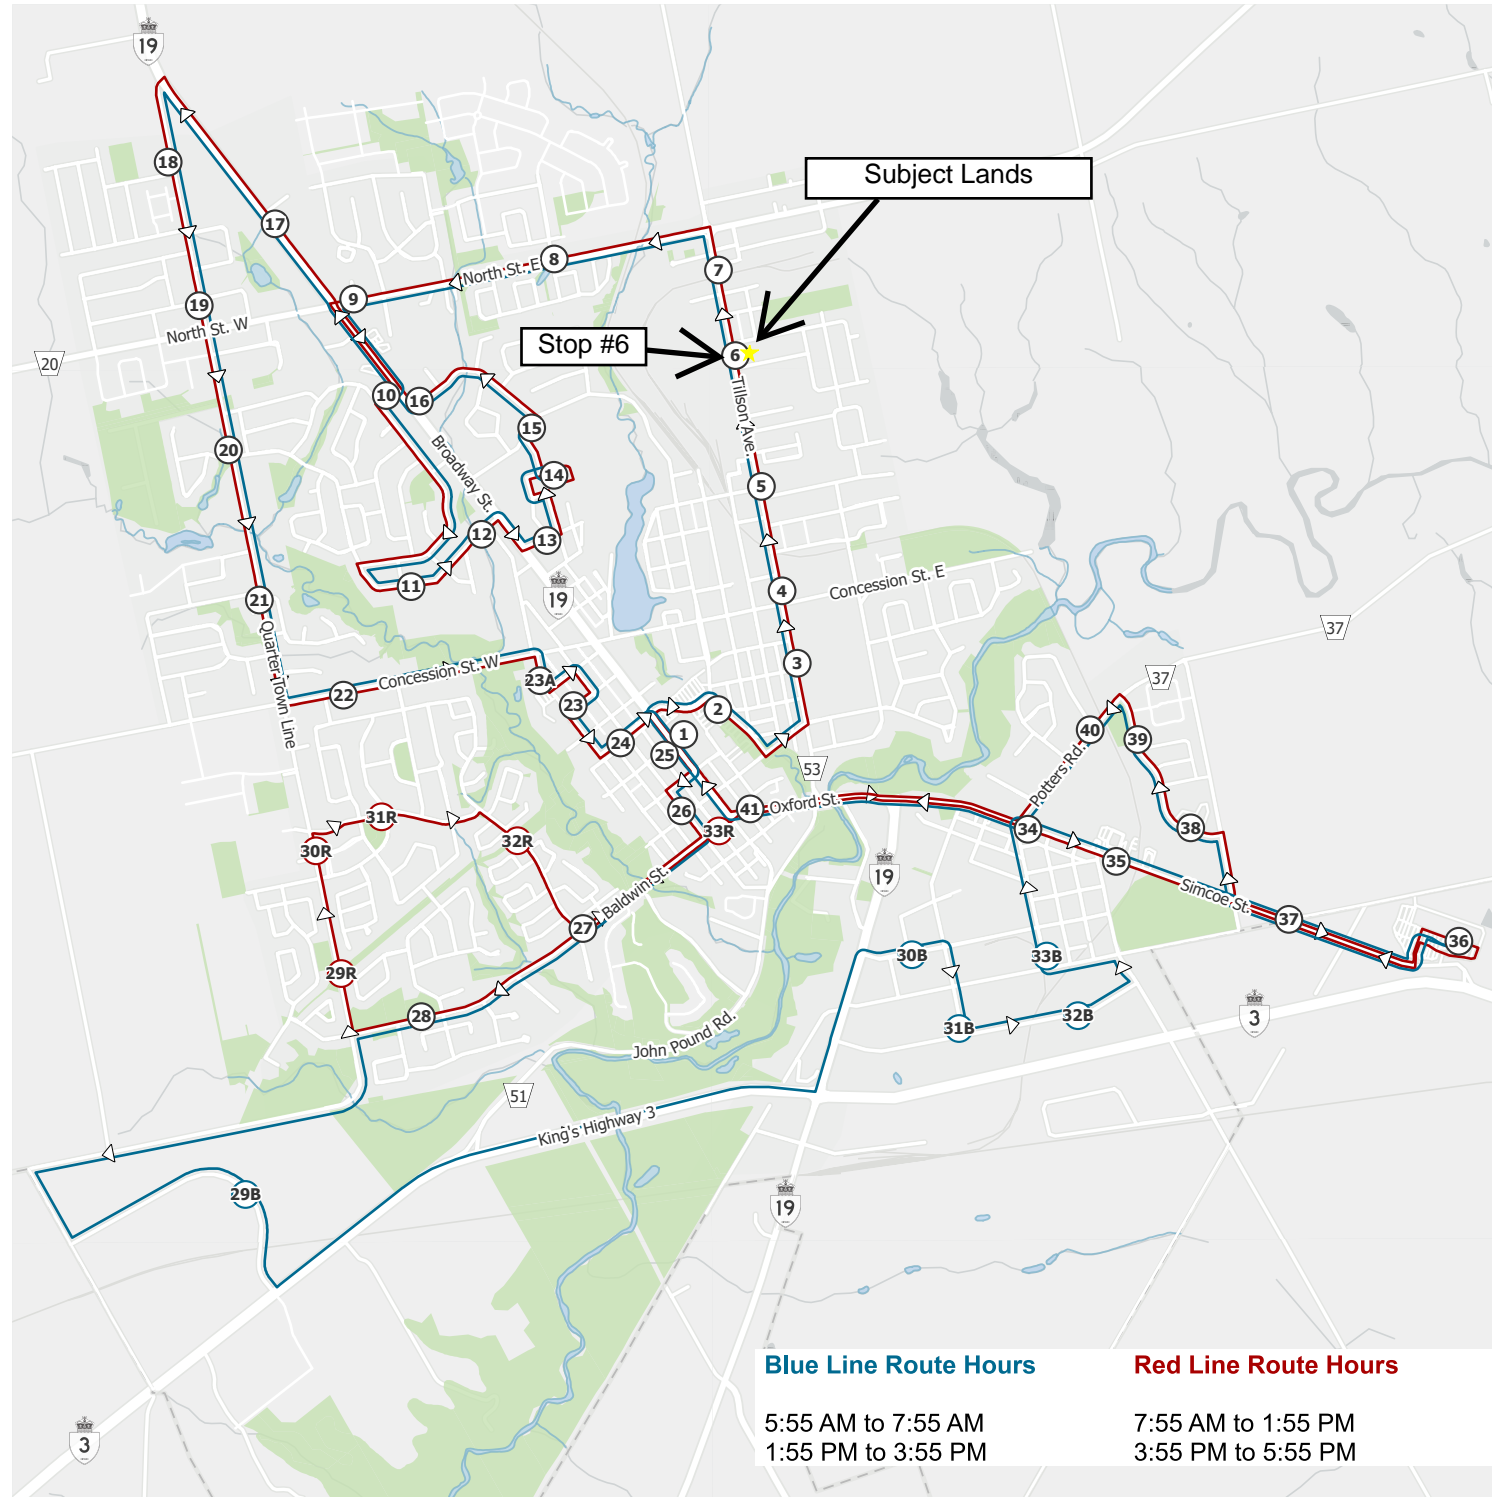 19
Subject Lands
18
17
8
7
North St. E
19
9
North St. W
Stop #6
6
20
10
16
Tillson Ave.
15
20
Broadway St.
14
5
12
13
11
19
4
Concession St. E
21
3
37
Quarter Town Line
Concession St. W
37
22
23A
23
2
40
39
24
1
25
53
Potters Rd.
26
41
Oxford St.
31R
38
32R
33R
34
30R
35
19
Simcoe St.
37
Baldwin St.
27
36
30B
33B
29R
28
31B
32B
3
John Pound Rd.
51
King's Highway 3
29B
19
Blue Line Route Hours
Red Line Route Hours
5:55 AM to 7:55 AM
7:55 AM to 1:55 PM
1:55 PM to 3:55 PM
3:55 PM to 5:55 PM
3